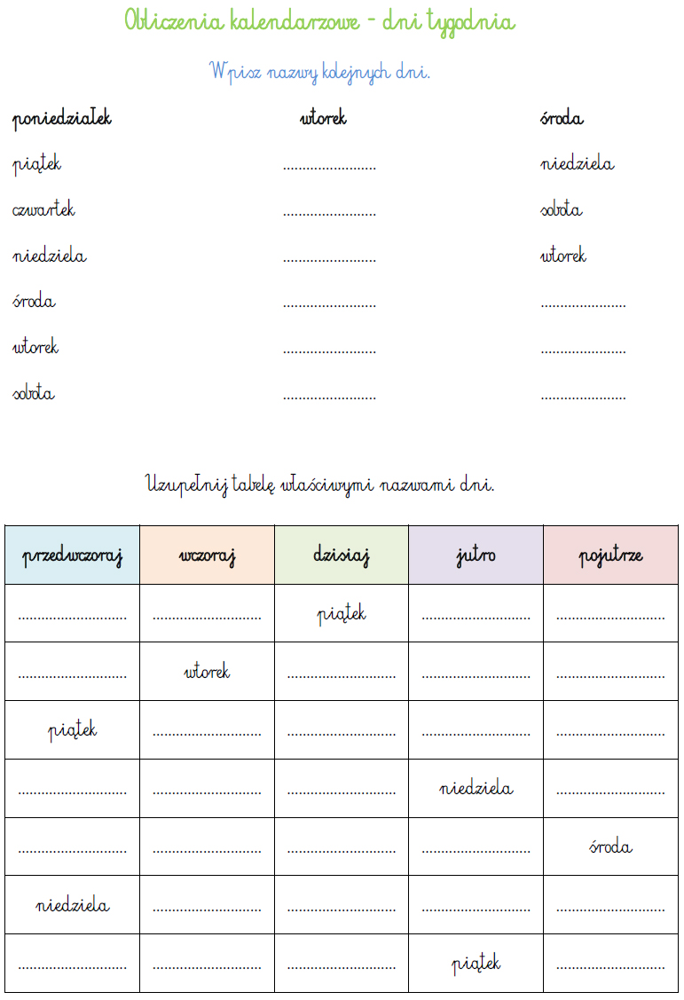 Obliczenia kalendarzowe - dni tygodnia
Wpisz nazwy kolejnych dni.
poniedziałek wtorek środa
piątek ........................ niedziela
czwartek ........................ sobota
niedziela ........................ wtorek
środa ........................ ......................
wtorek ........................ ......................
sobota ........................ ......................
Uzupełnij tabelę właściwymi nazwami dni.
przedwczoraj wczoraj dzisiaj jutro pojutrze
............................ ............................ piątek ............................ ............................
............................ wtorek ............................ ............................ ............................
piątek ............................ ............................ ............................ ............................
............................ ............................ ............................ niedziela ............................
............................ ............................ ............................ ............................ środa
niedziela ............................ ............................ ............................ ............................
............................ ............................ ............................ piątek ............................